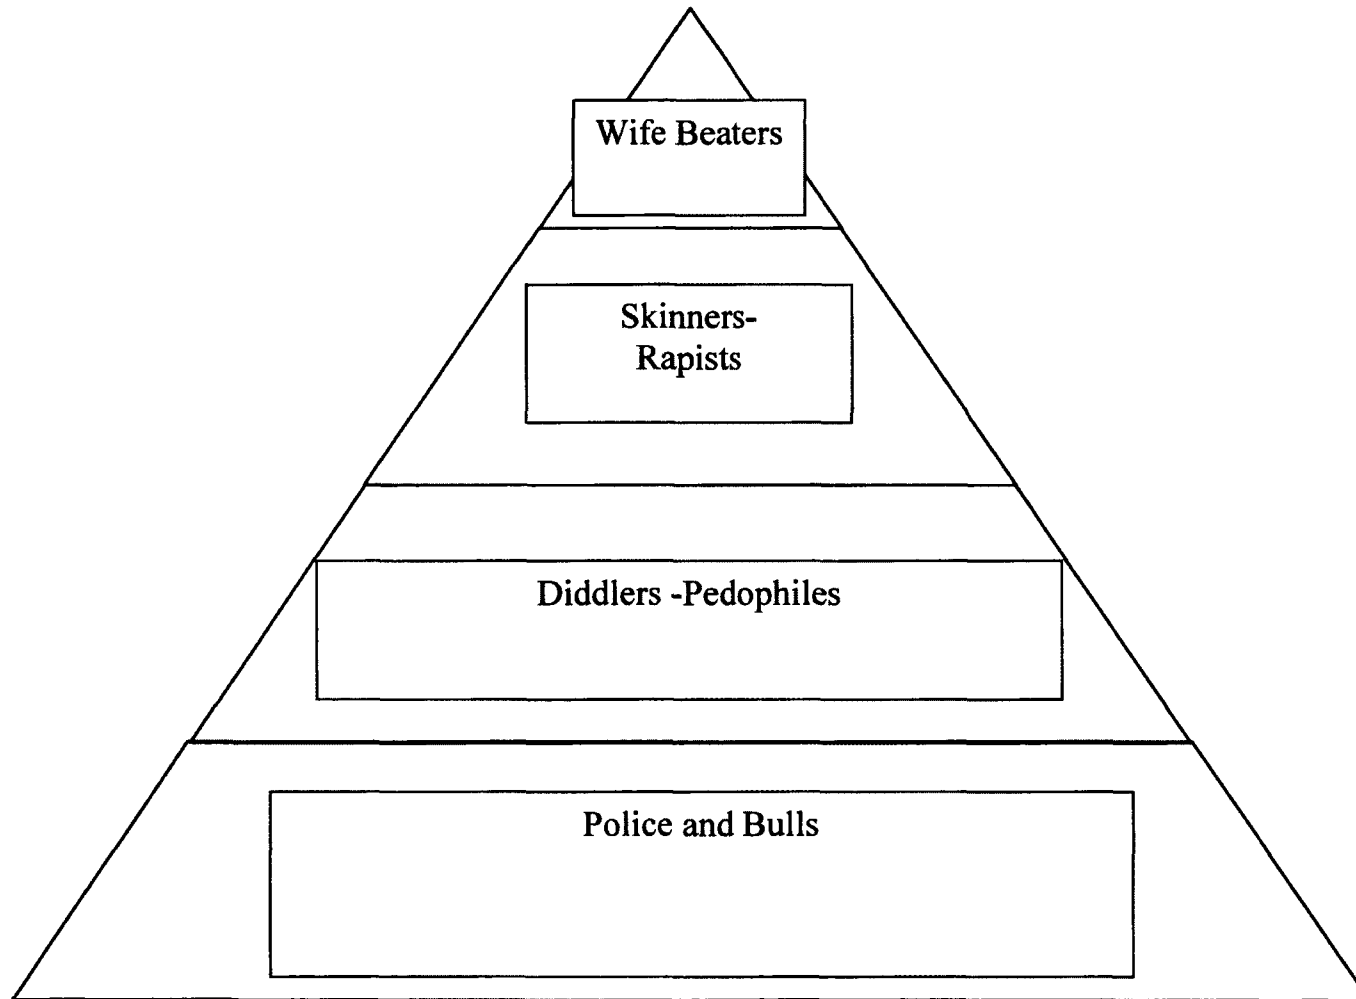 Wife Beaters
Skinners-
Rapists
Diddlers -Pedophiles
Police and Bulls